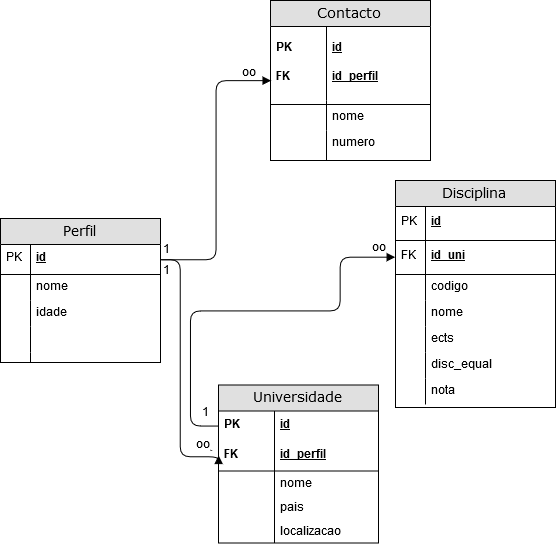 Contacto
PK id
FK id_perfil
nome
numero
oo
Disciplina
PK id
FK id_uni
codigo
nome
ects
disc_equal
nota
oo
Perfil
PK id
nome
idade
1
1
Universidade
PK id
FK id_perfil
nome
pais
localizacao
1
oo